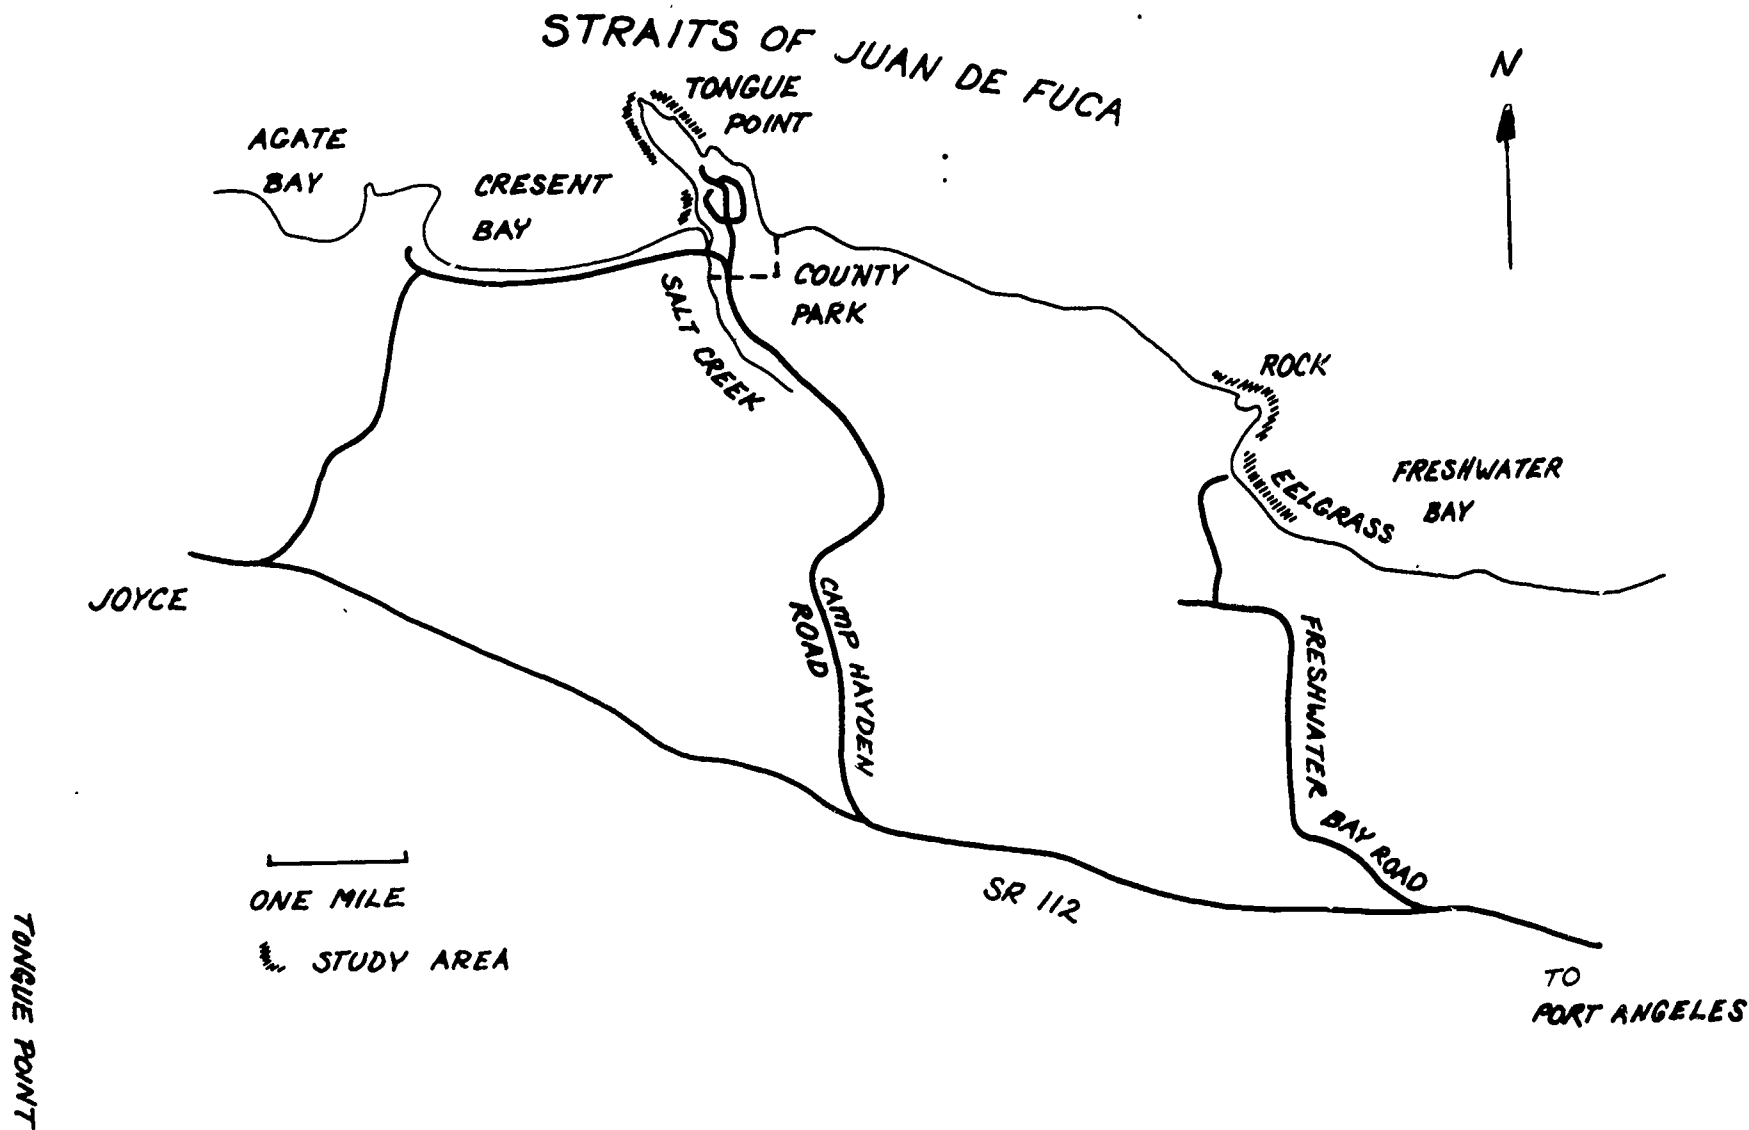 STRAITS OF JUAN DE FUCA
N
TONGUE
POINT
AGATE
BAY
CRESENT
BAY
COUNTY
PARK
SALT CREEK
ROCK
EELGRASS
FRESHWATER
BAY
JOYCE
CAMP HAYDEN
ROAD
FRESHWATER BAY ROAD
SR 112
ONE MILE
STUDY AREA
TO
PORT ANGELES
TONGUE POINT